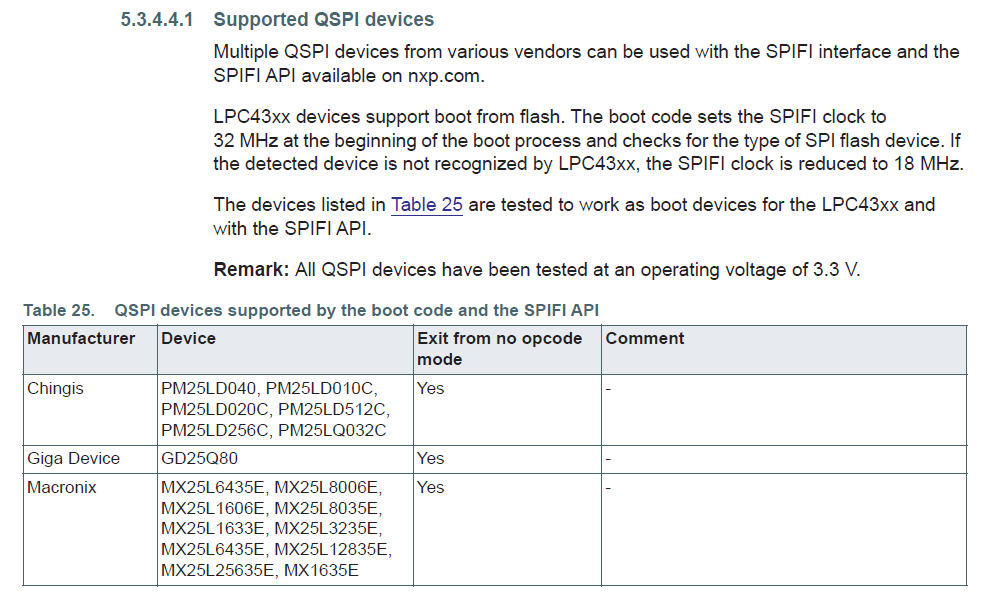 5.3.4.4.1 Supported QSPI devices
Multiple QSPI devices from various vendors can be used with the SPIFI interface and the
SPIFI API available on nxp.com.
LPC43xx devices support boot from flash. The boot code sets the SPIFI clock to
32 MHz at the beginning of the boot process and checks for the type of SPI flash device. If
the detected device is not recognized by LPC43xx, the SPIFI clock is reduced to 18 MHz.
The devices listed in Table 25 are tested to work as boot devices for the LPC43xx and
with the SPIFI API.
Remark: All QSPI devices have been tested at an operating voltage of 3.3 V.
Table 25. QSPI devices supported by the boot code and the SPIFI API
Manufacturer Device Exit from no opcode Comment
mode
Chingis PM25LD040, PM25LD010C, Yes -
PM25LD020C, PM25LD512C,
PM25LD256C, PM25LQ032C
Giga Device GD25Q80 Yes -
Macronix MX25L6435E, MX25L8006E, Yes -
MX25L1606E, MX25L8035E,
MX25L1633E, MX25L3235E,
MX25L6435E, MX25L12835E,
MX25L25635E, MX1635E